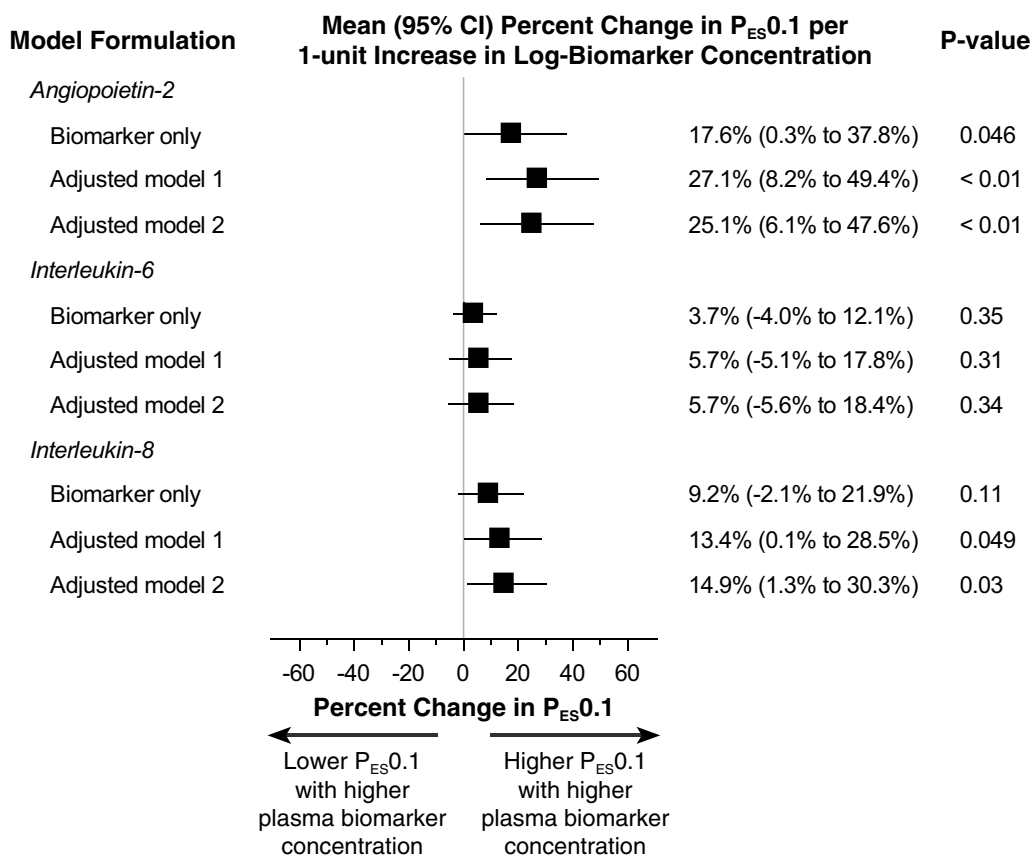 Model Formulation
Mean (95% CI) Percent Change in PES0.1 per
1-unit Increase in Log-Biomarker Concentration
P-value
Angiopoietin-2
Biomarker only 17.6% (0.3% to 37.8%) 0.046
Adjusted model 1 27.1% (8.2% to 49.4%) < 0.01
Adjusted model 2 25.1% (6.1% to 47.6%) < 0.01
Interleukin-6
Biomarker only 3.7% (-4.0% to 12.1%) 0.35
Adjusted model 1 5.7% (-5.1% to 17.8%) 0.31
Adjusted model 2 5.7% (-5.6% to 18.4%) 0.34
Interleukin-8
Biomarker only 9.2% (-2.1% to 21.9%) 0.11
Adjusted model 1 13.4% (0.1% to 28.5%) 0.049
Adjusted model 2 14.9% (1.3% to 30.3%) 0.03
-60 -40 -20 0 20 40 60
Percent Change in PES0.1
Lower PES0.1
with higher
plasma biomarker
concentration
Higher PES0.1
with higher
plasma biomarker
concentration